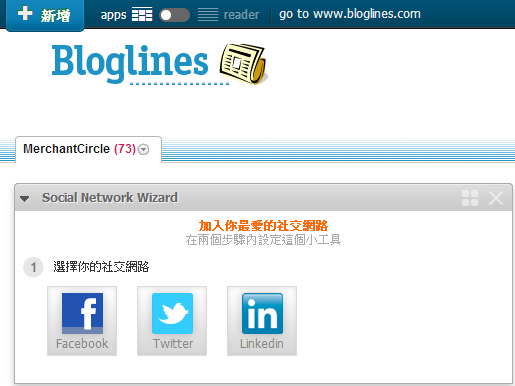 新增 apps reader go to www.bloglines.com
Bloglines
MerchantCircle (73)
Social Network Wizard
加入你最愛的社交網路
在兩個步驟內設定這個小工具
1 選擇你的社交網路
Facebook Twitter Linkedin